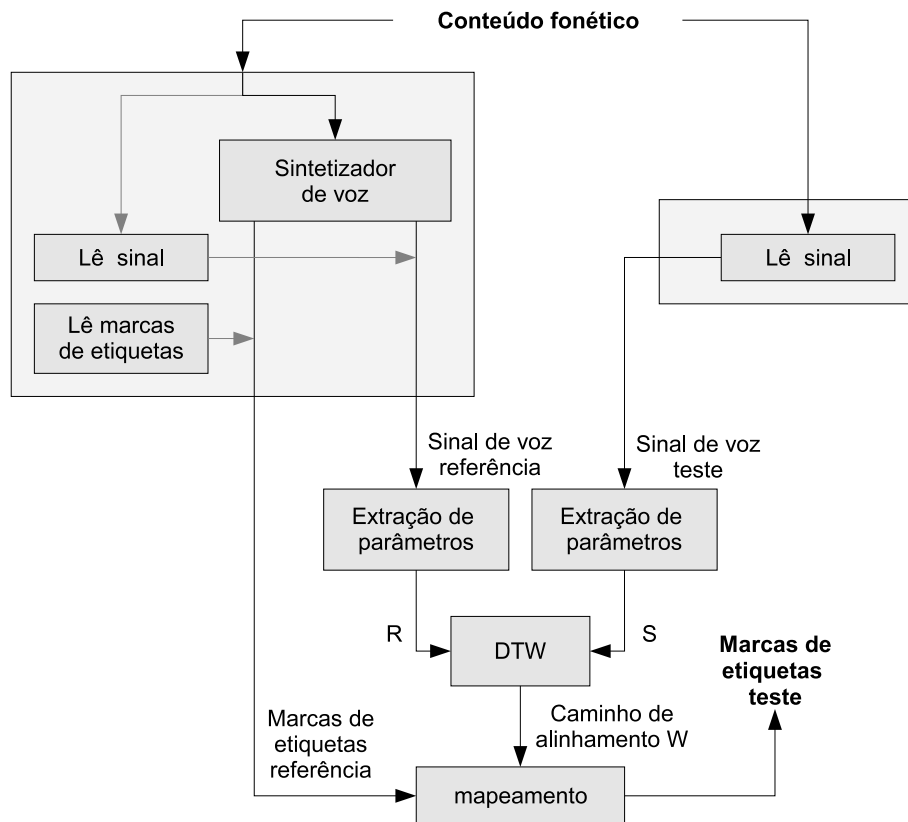 Conteúdo fonético
Sintetizador
de voz
Lê sinal
Lê sinal
Lê marcas
de etiquetas
Sinal de voz
referência
Sinal de voz
teste
Extração de
parâmetros
Extração de
parâmetros
R
S
DTW
Marcas de
etiquetas
teste
Caminho de
alinhamento W
Marcas de
etiquetas
referência
mapeamento